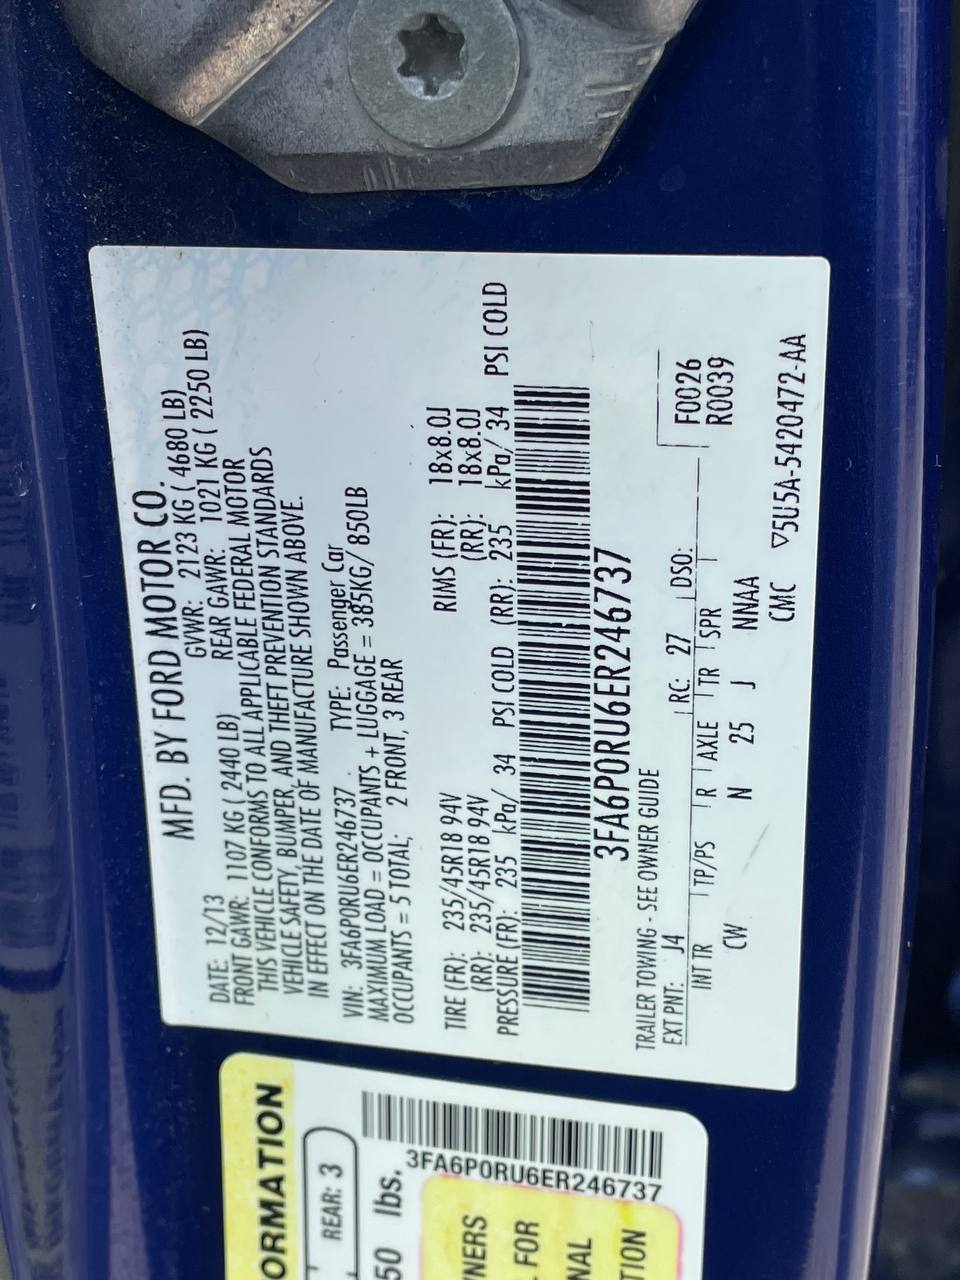 MFD. BY FORD MOTOR CO.
DATE: 12/13 GVWR: 2123 KG ( 4680 LB)
FRONT GAWR: 1107 KG ( 2440 LB) REAR GAWR: 1021 KG ( 2250 LB)
THIS VEHICLE CONFORMS TO ALL APPLICABLE FEDERAL MOTOR
VEHICLE SAFETY, BUMPER, AND THEFT PREVENTION STANDARDS
IN EFFECT ON THE DATE OF MANUFACTURE SHOWN ABOVE.
VIN: 3FA6P0RU6ER246737 TYPE: Passenger Car
MAXIMUM LOAD = OCCUPANTS + LUGGAGE = 385KG/ 850LB
OCCUPANTS = 5 TOTAL; 2 FRONT, 3 REAR
TIRE (FR): 235/45R18 94V RIMS (FR): 18x8.0J
(RR): 235/45R18 94V (RR): 18x8.0J
PRESSURE (FR): 235 kPa/ 34 PSI COLD (RR): 235 kPa/ 34 PSI COLD
3FA6P0RU6ER246737
TRAILER TOWING - SEE OWNER GUIDE
F0026
EXT PNT: J4 RC: 27 DSO:
R0039
INT TR TP/PS R AXLE TR SPR
CW N 25 J NNAA
CMC ▽5U5A-5420472-AA
ORMATION
REAR: 3
50 lbs.
3FA6P0RU6ER246737
NERS
FOR
NAL
TION